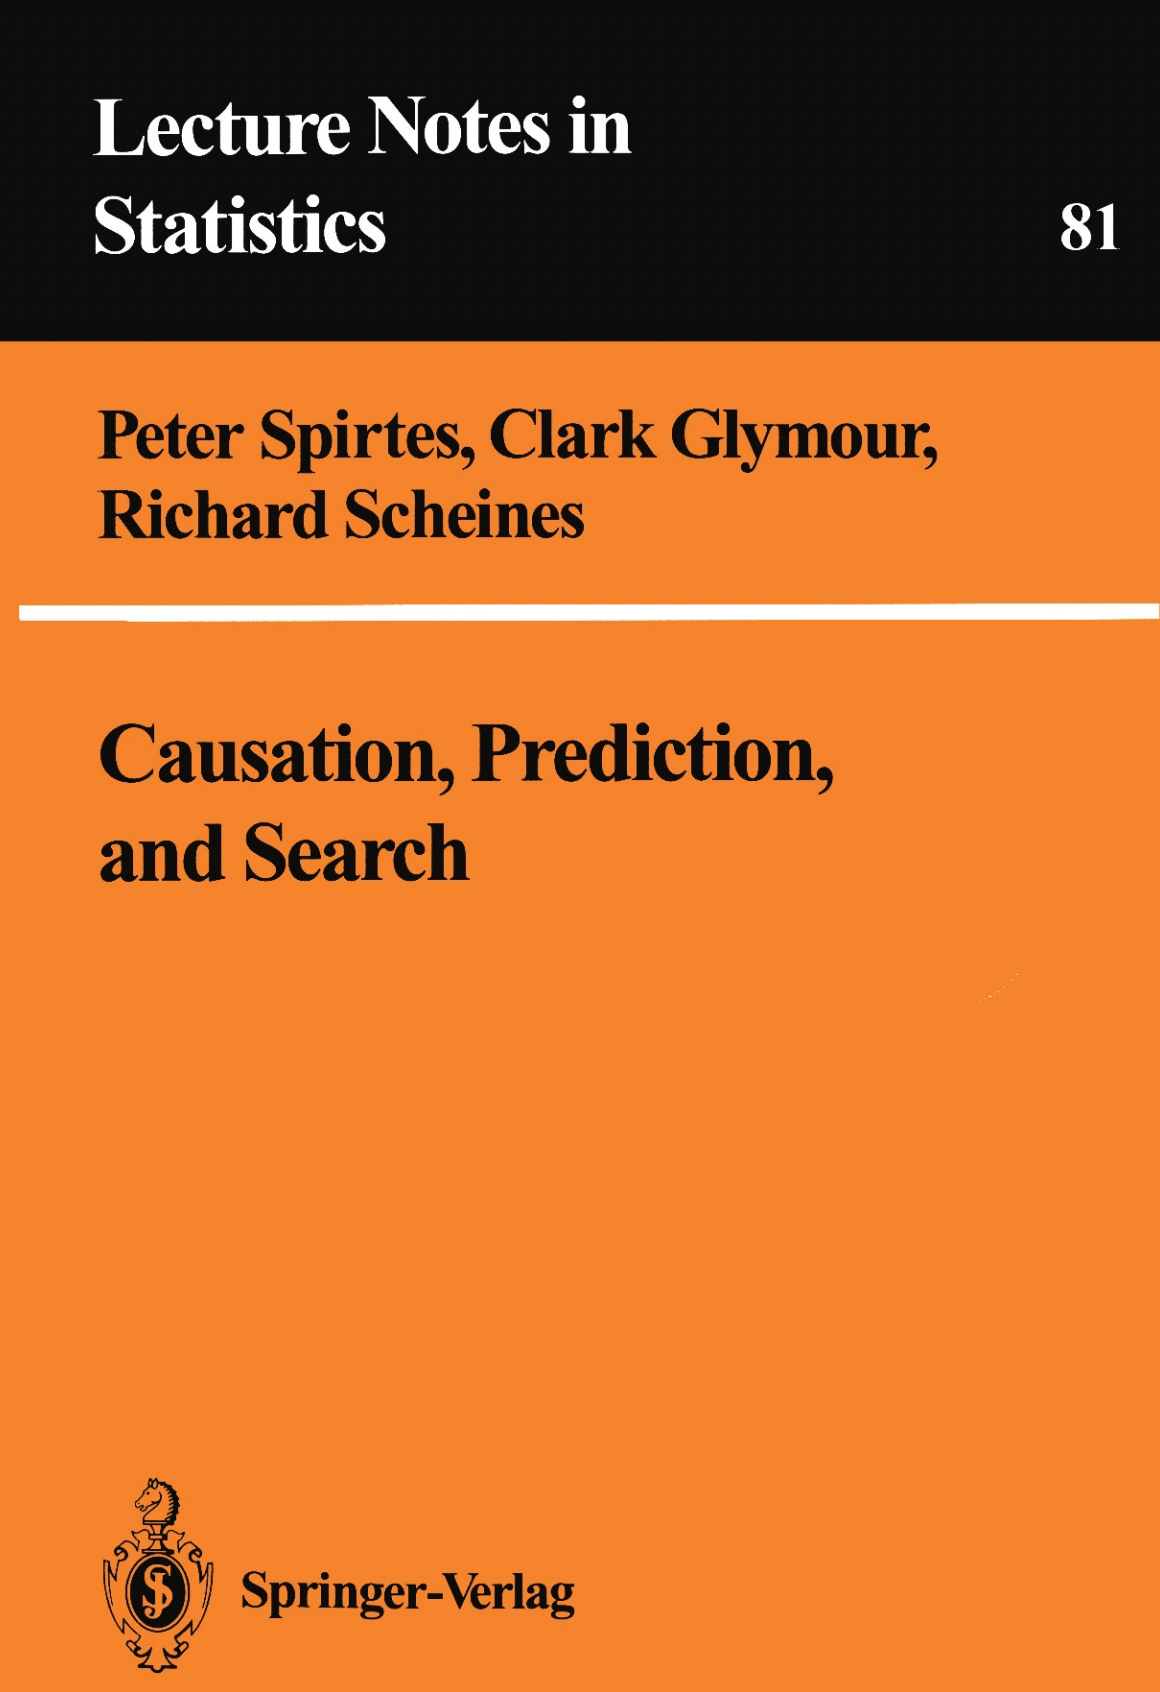 Lecture Notes in
Statistics
81
Peter Spirtes, Clark Glymour,
Richard Scheines
Causation, Prediction,
and Search
Springer-Verlag